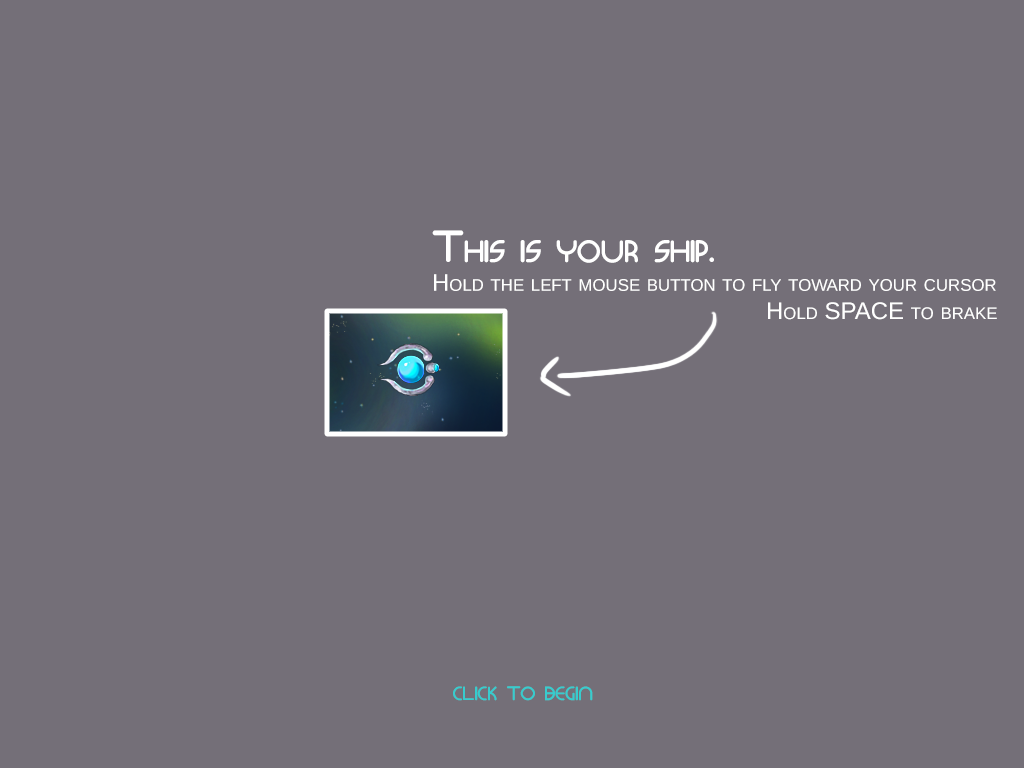 This is your ship.
Hold the left mouse button to fly toward your cursor
Hold SPACE to brake
CLICK TO BEGIN